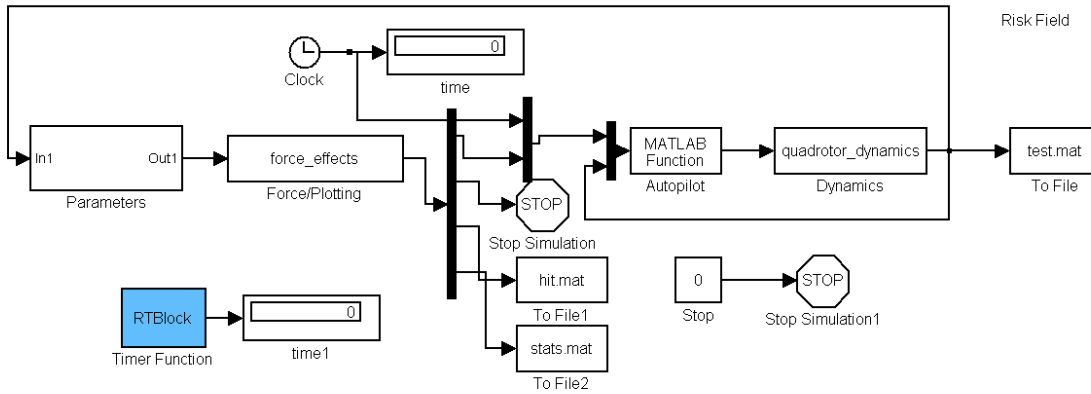 Risk Field
0
Clock
time
In1
Out1
Parameters
force_effects
Force/Plotting
MATLAB
Function
Autopilot
quadrotor_dynamics
Dynamics
test.mat
To File
STOP
Stop Simulation
hit.mat
To File1
0
Stop
STOP
Stop Simulation1
RTBlock
Timer Function
0
time1
stats.mat
To File2